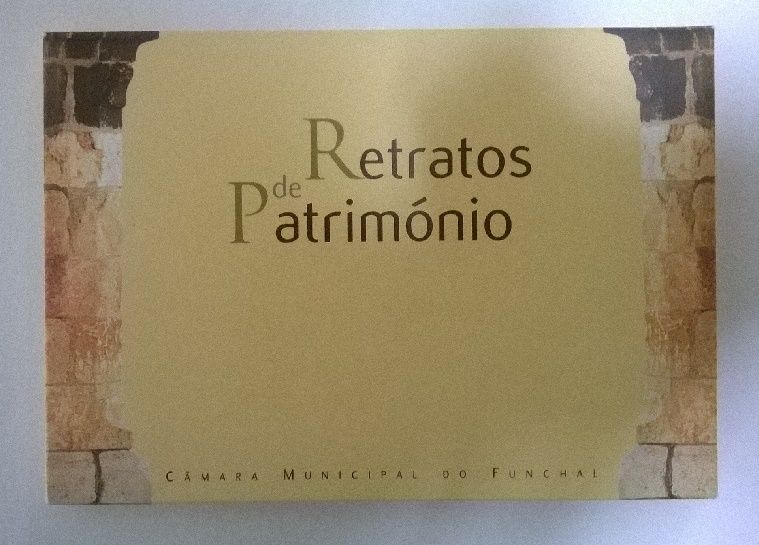 Retratos
de
Património
Câmara Municipal do Funchal